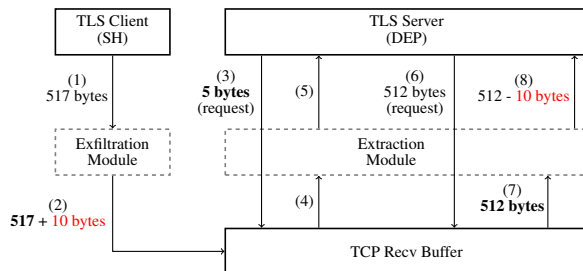 TLS Client
(SH)
TLS Server
(DEP)
(1)
517 bytes
(3)
5 bytes
(request)
(5)
(6)
512 bytes
(request)
(8)
512 - 10 bytes
Exfiltration
Module
Extraction
Module
(2)
517 + 10 bytes
(4)
(7)
512 bytes
TCP Recv Buffer